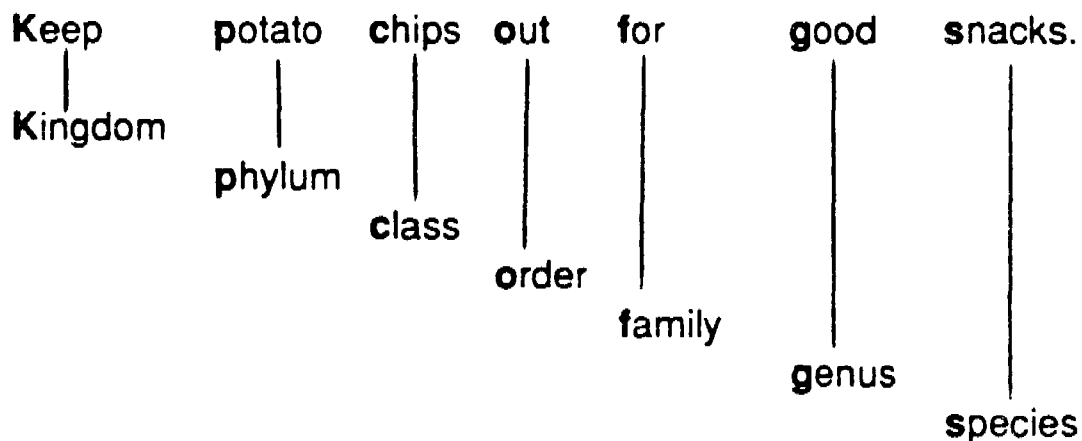 Keep potato chips out for good snacks.
Kingdom
phylum
class
order
family
genus
species